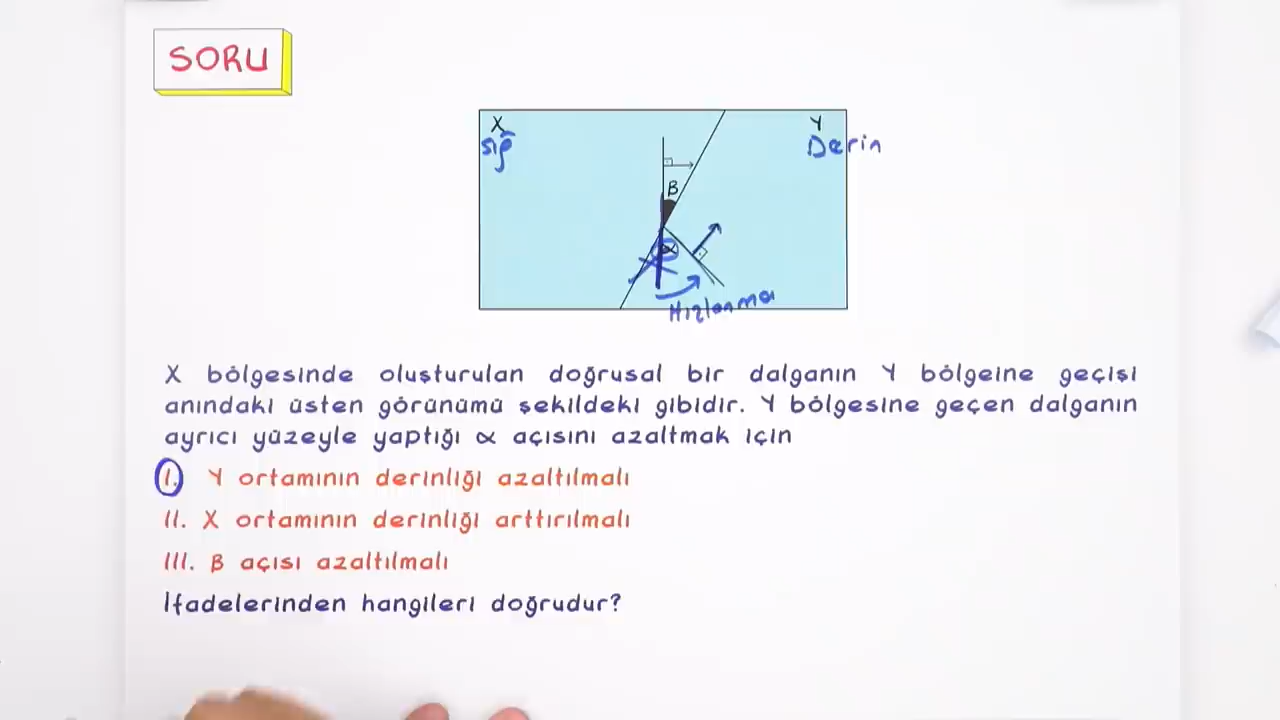 SORU
X
Y
sığ
Derin
β
α
Hızlanma
X bölgesinde oluşturulan doğrusal bir dalganın Y bölgeine geçişi
anındaki üsten görünümü şekildeki gibidir. Y bölgesine geçen dalganın
ayrıcı yüzeyle yaptığı α açısını azaltmak için
I. Y ortamının derinliği azaltılmalı
II. X ortamının derinliği arttırılmalı
III. β açısı azaltılmalı
İfadelerinden hangileri doğrudur?